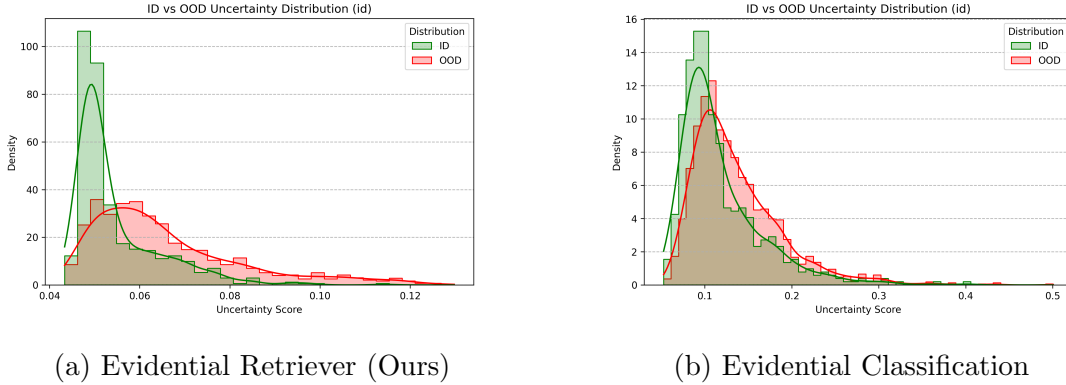 ID vs OOD Uncertainty Distribution (id)
Distribution
ID
OOD
100
80
60
40
20
0
Density
0.04
0.06
0.08
0.10
0.12
Uncertainty Score
(a) Evidential Retriever (Ours)
ID vs OOD Uncertainty Distribution (id)
Distribution
ID
OOD
16
14
12
10
8
6
4
2
0
Density
0.1
0.2
0.3
0.4
0.5
Uncertainty Score
(b) Evidential Classification